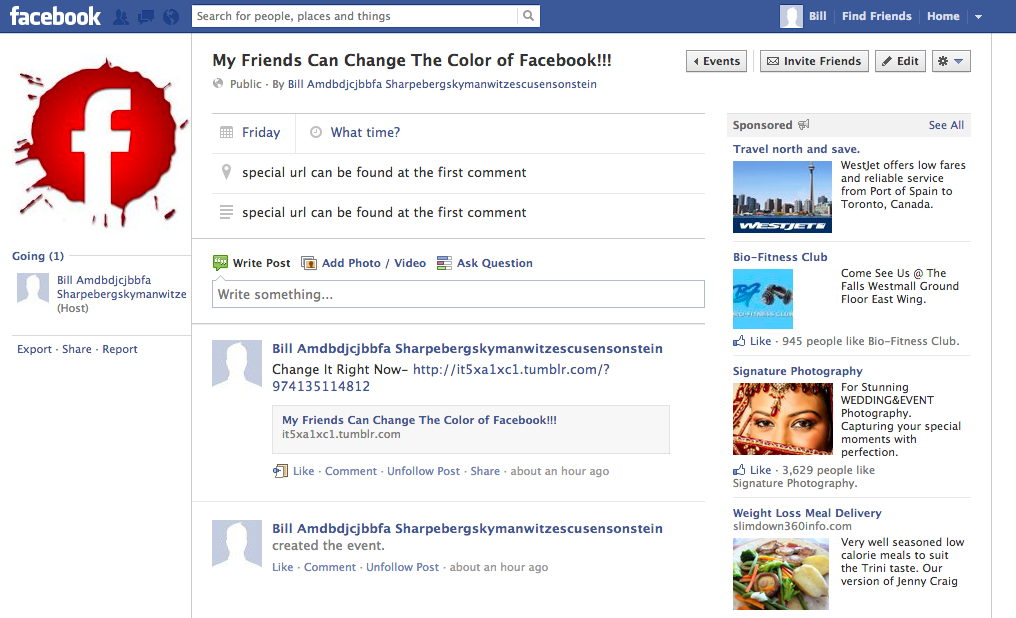 facebook
Search for people, places and things
Bill
Find Friends
Home
My Friends Can Change The Color of Facebook!!!
Public · By Bill Amdbdjcjbbfa Sharpebergskymanwitzescusensonstein
Events
Invite Friends
Edit
Friday
What time?
special url can be found at the first comment
special url can be found at the first comment
Going (1)
Bill Amdbdjcjbbfa
Sharpebergskymanwitze
(Host)
Export · Share · Report
Write Post
Add Photo / Video
Ask Question
Write something...
Bill Amdbdjcjbbfa Sharpebergskymanwitzescusensonstein
Change It Right Now- http://it5xa1xc1.tumblr.com/?
974135114812
My Friends Can Change The Color of Facebook!!!
it5xa1xc1.tumblr.com
Like · Comment · Unfollow Post · Share · about an hour ago
Bill Amdbdjcjbbfa Sharpebergskymanwitzescusensonstein
created the event.
Like · Comment · Unfollow Post · about an hour ago
Sponsored
See All
Travel north and save.
WESTJET
WestJet offers low fares
and reliable service
from Port of Spain to
Toronto, Canada.
Bio-Fitness Club
BIO-FITNESS CLUB
Come See Us @ The
Falls Westmall Ground
Floor East Wing.
Like · 945 people like Bio-Fitness Club.
Signature Photography
For Stunning
WEDDING&EVENT
Photography.
Capturing your special
moments with
perfection.
Like · 3,629 people like
Signature Photography.
Weight Loss Meal Delivery
slimdown360info.com
Very well seasoned low
calorie meals to suit
the Trini taste. Our
version of Jenny Craig